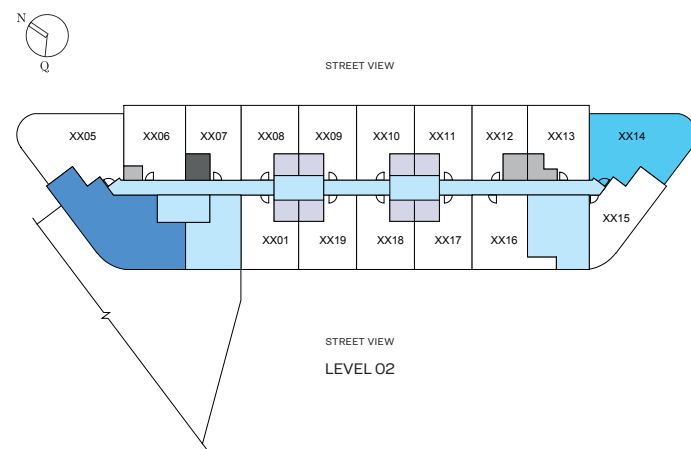 N
Q
STREET VIEW
XX05 XX06 XX07 XX08 XX09 XX10 XX11 XX12 XX13 XX14
XX15
XX01 XX19 XX18 XX17 XX16
STREET VIEW
LEVEL 02